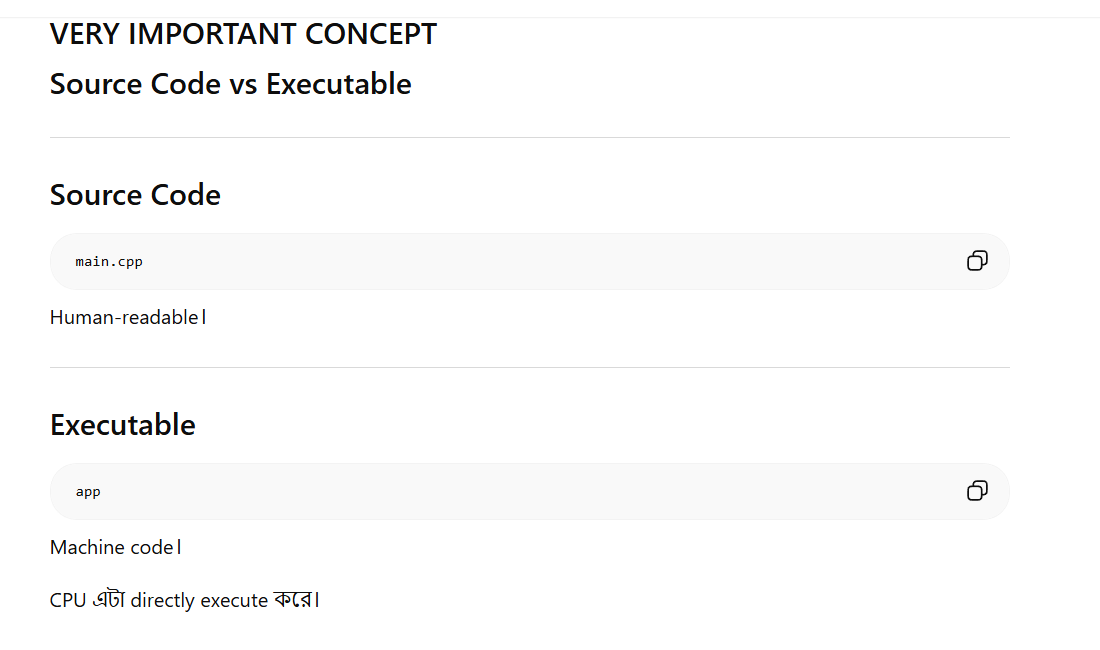 VERY IMPORTANT CONCEPT
Source Code vs Executable
Source Code
main.cpp
Human-readable।
Executable
app
Machine code।
CPU এটা directly execute করে।